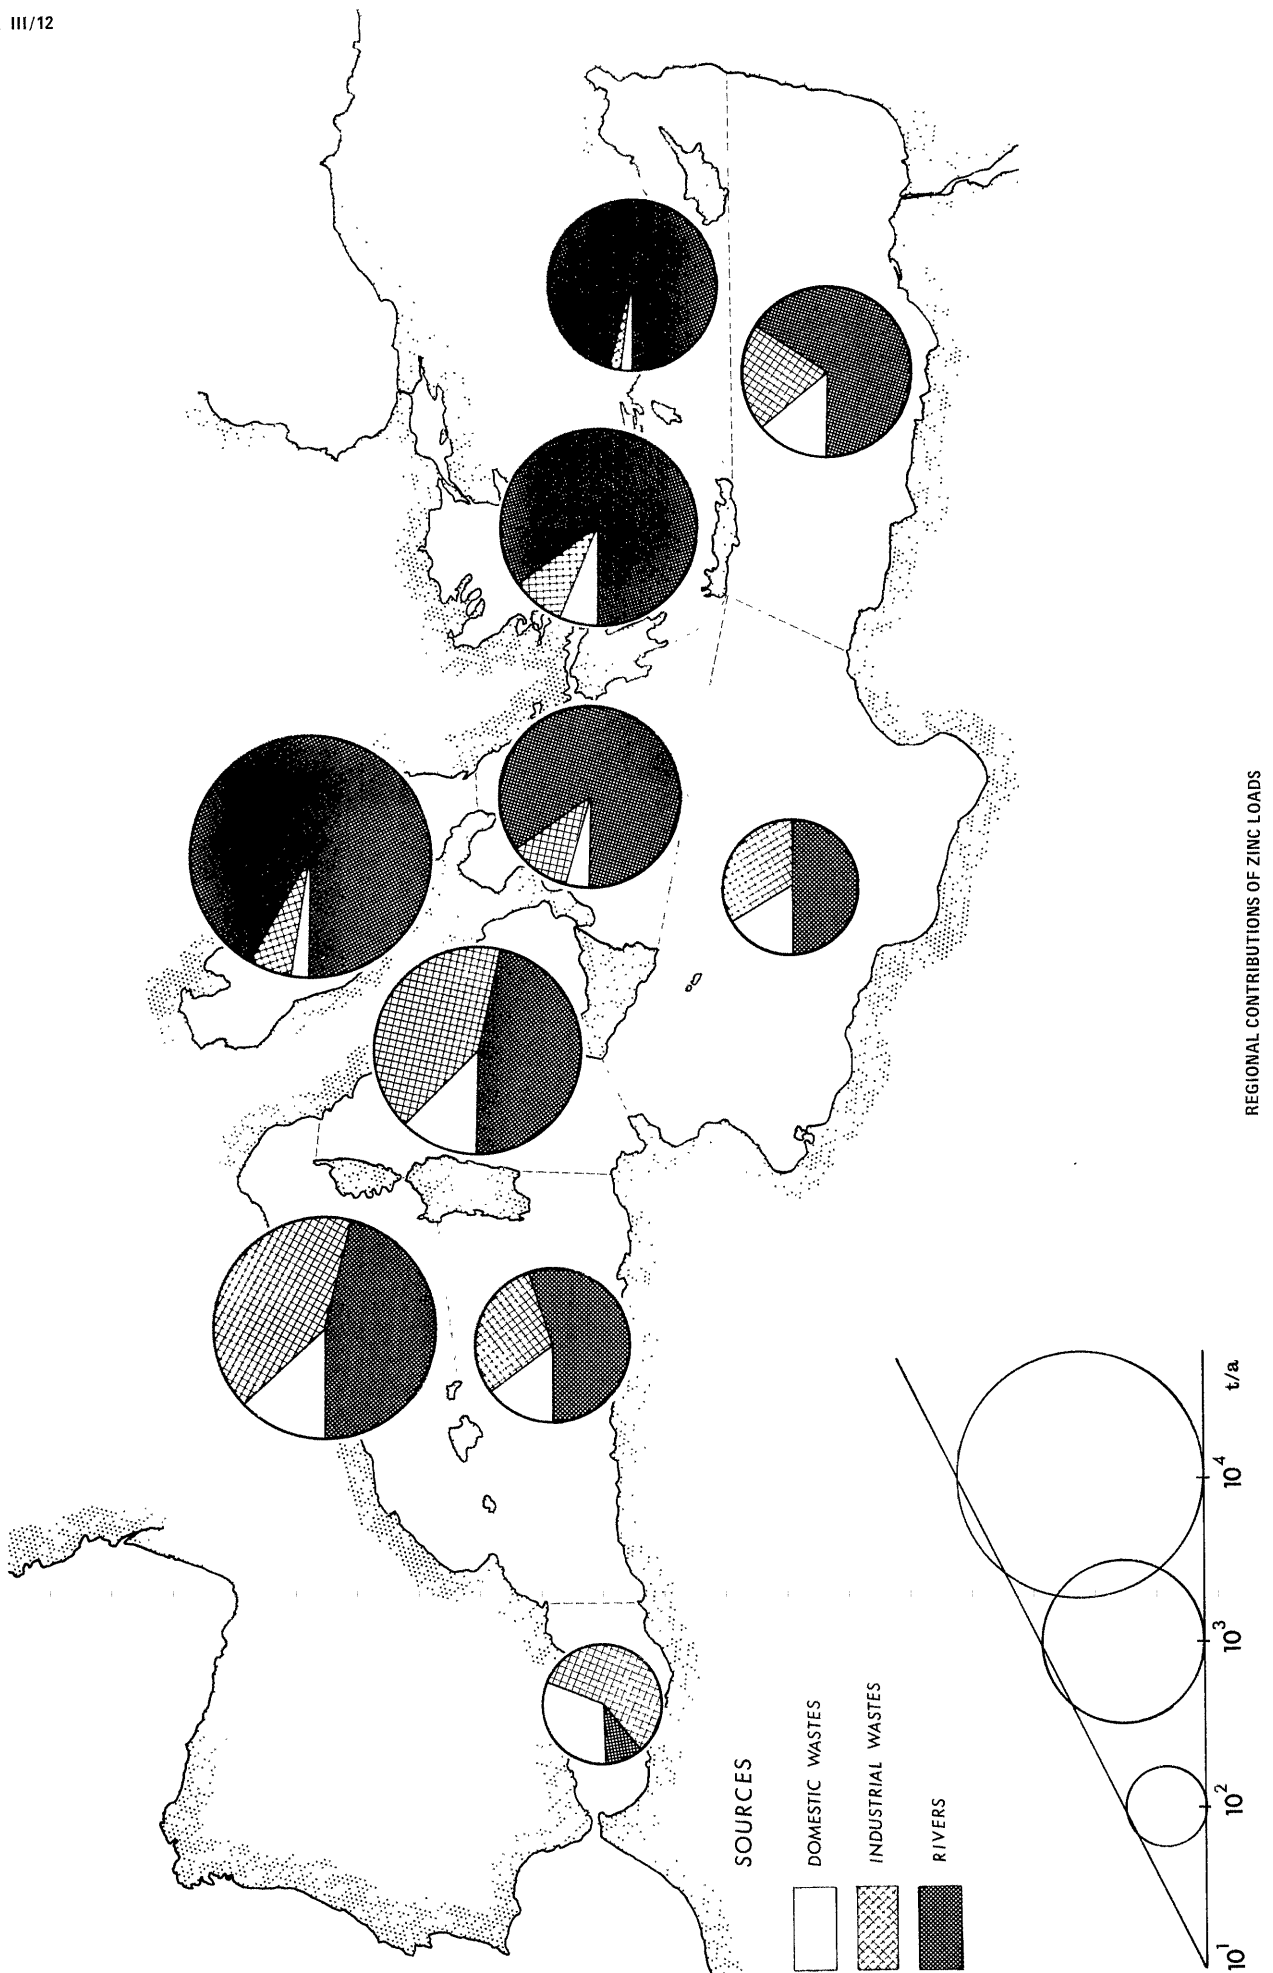 III/12
SOURCES
DOMESTIC WASTES
INDUSTRIAL WASTES
RIVERS
10¹ 10² 10³ 10⁴ t/a
REGIONAL CONTRIBUTIONS OF ZINC LOADS